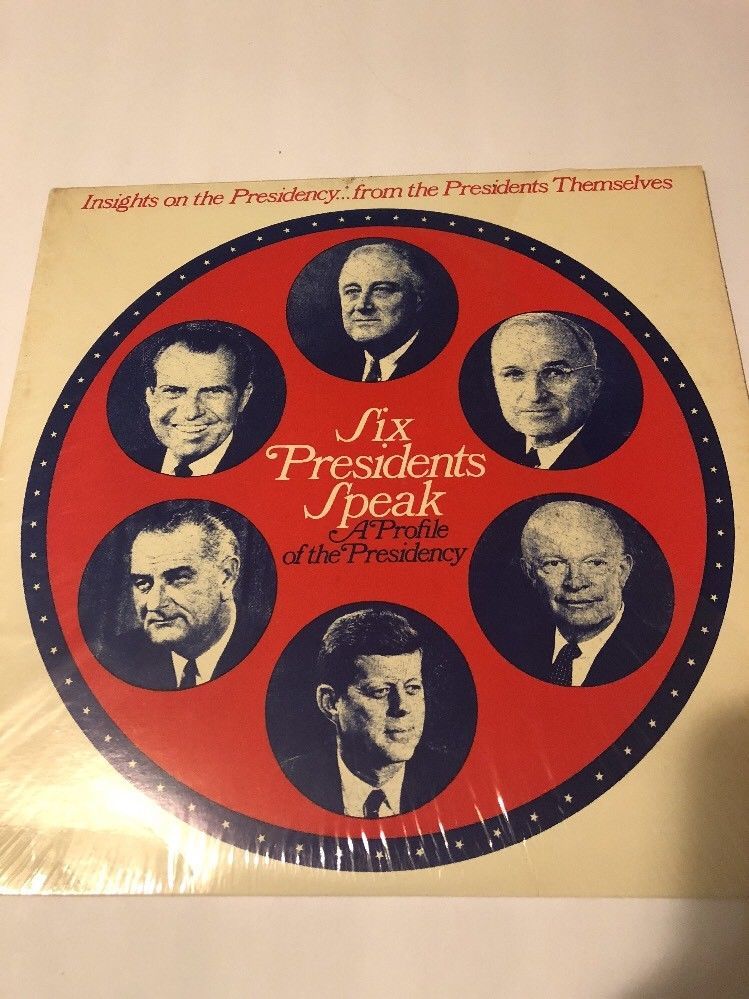 Insights on the Presidency... from the Presidents Themselves
Six
Presidents
Speak
A Profile
of the Presidency